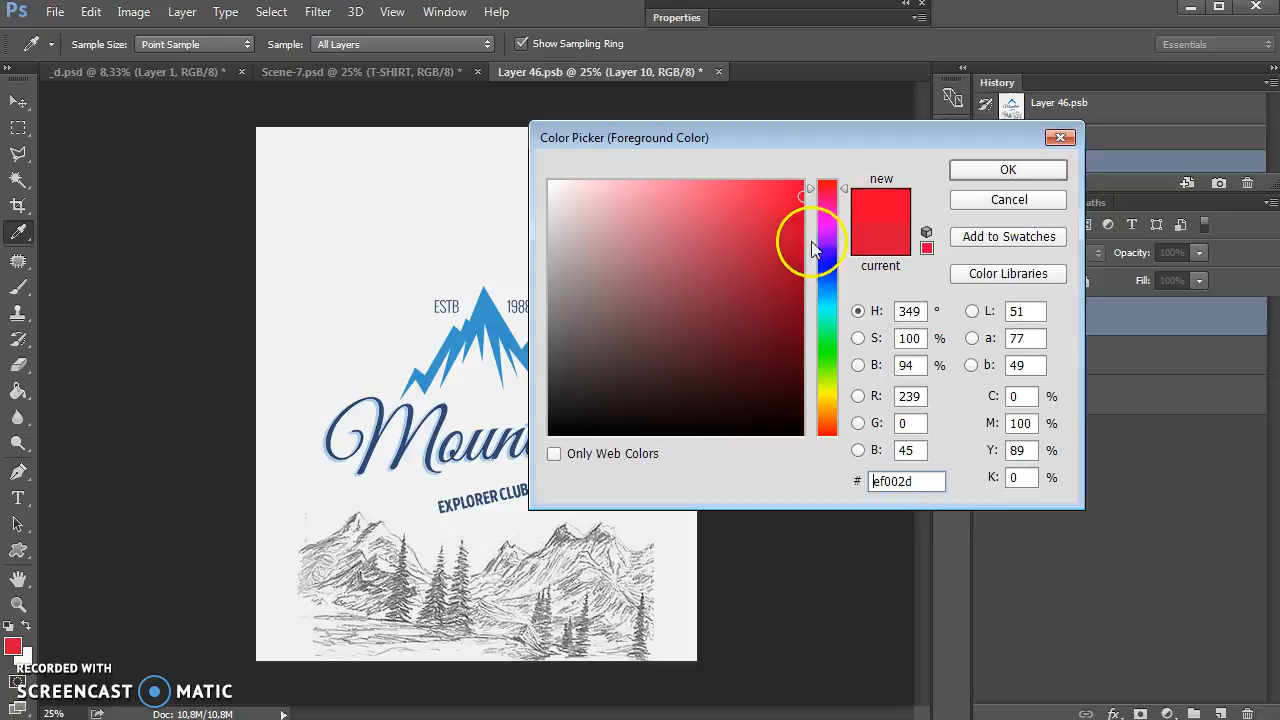 Ps File Edit Image Layer Type Select Filter 3D View Window Help
Properties
Sample Size: Point Sample Sample: All Layers Show Sampling Ring Essentials
_d.psd @ 8,33% (Layer 1, RGB/8) * Scene-7.psd @ 25% (T-SHIRT, RGB/8) * Layer 46.psb @ 25% (Layer 10, RGB/8) *
History
Layer 46.psb
Color Picker (Foreground Color)
new
OK
Cancel
Add to Swatches
current
Color Libraries
aths
Opacity: 100%
Fill: 100%
H: 349 ° L: 51
S: 100 % a: 77
B: 94 % b: 49
R: 239 C: 0 %
G: 0 M: 100 %
B: 45 Y: 89 %
# ef002d K: 0 %
Only Web Colors
ESTB 1988
Moun
EXPLORER CLUB
RECORDED WITH
SCREENCAST MATIC
25% Doc: 10,8M/10,8M